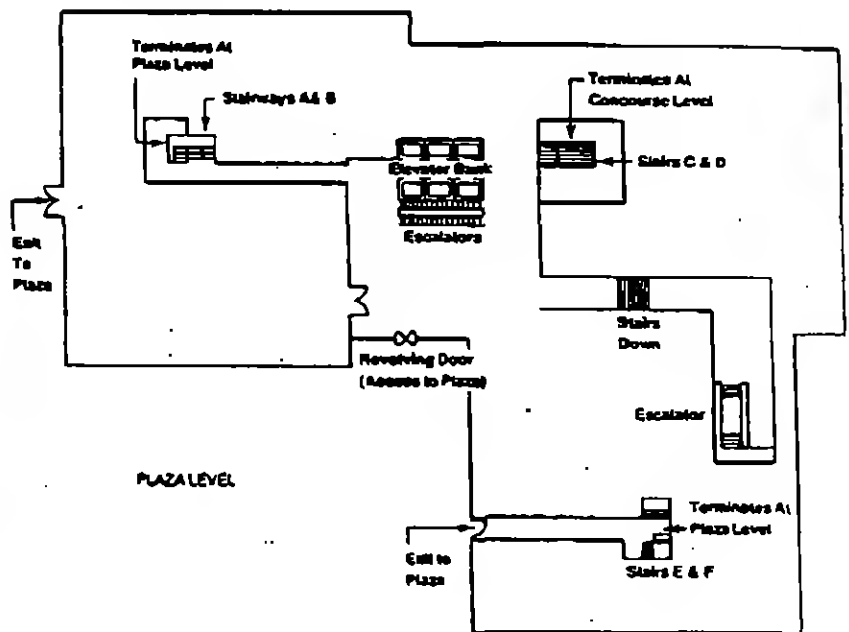 Terminates At
Plaza Level
Stairways A & B
Terminates At
Concourse Level
Elevator Bank
Stairs C & D
Escalators
Exit
To
Plaza
Stairs
Down
Revolving Door
(Access to Plaza)
Escalator
PLAZA LEVEL
Terminates At
Plaza Level
Exit to
Plaza
Stairs E & F